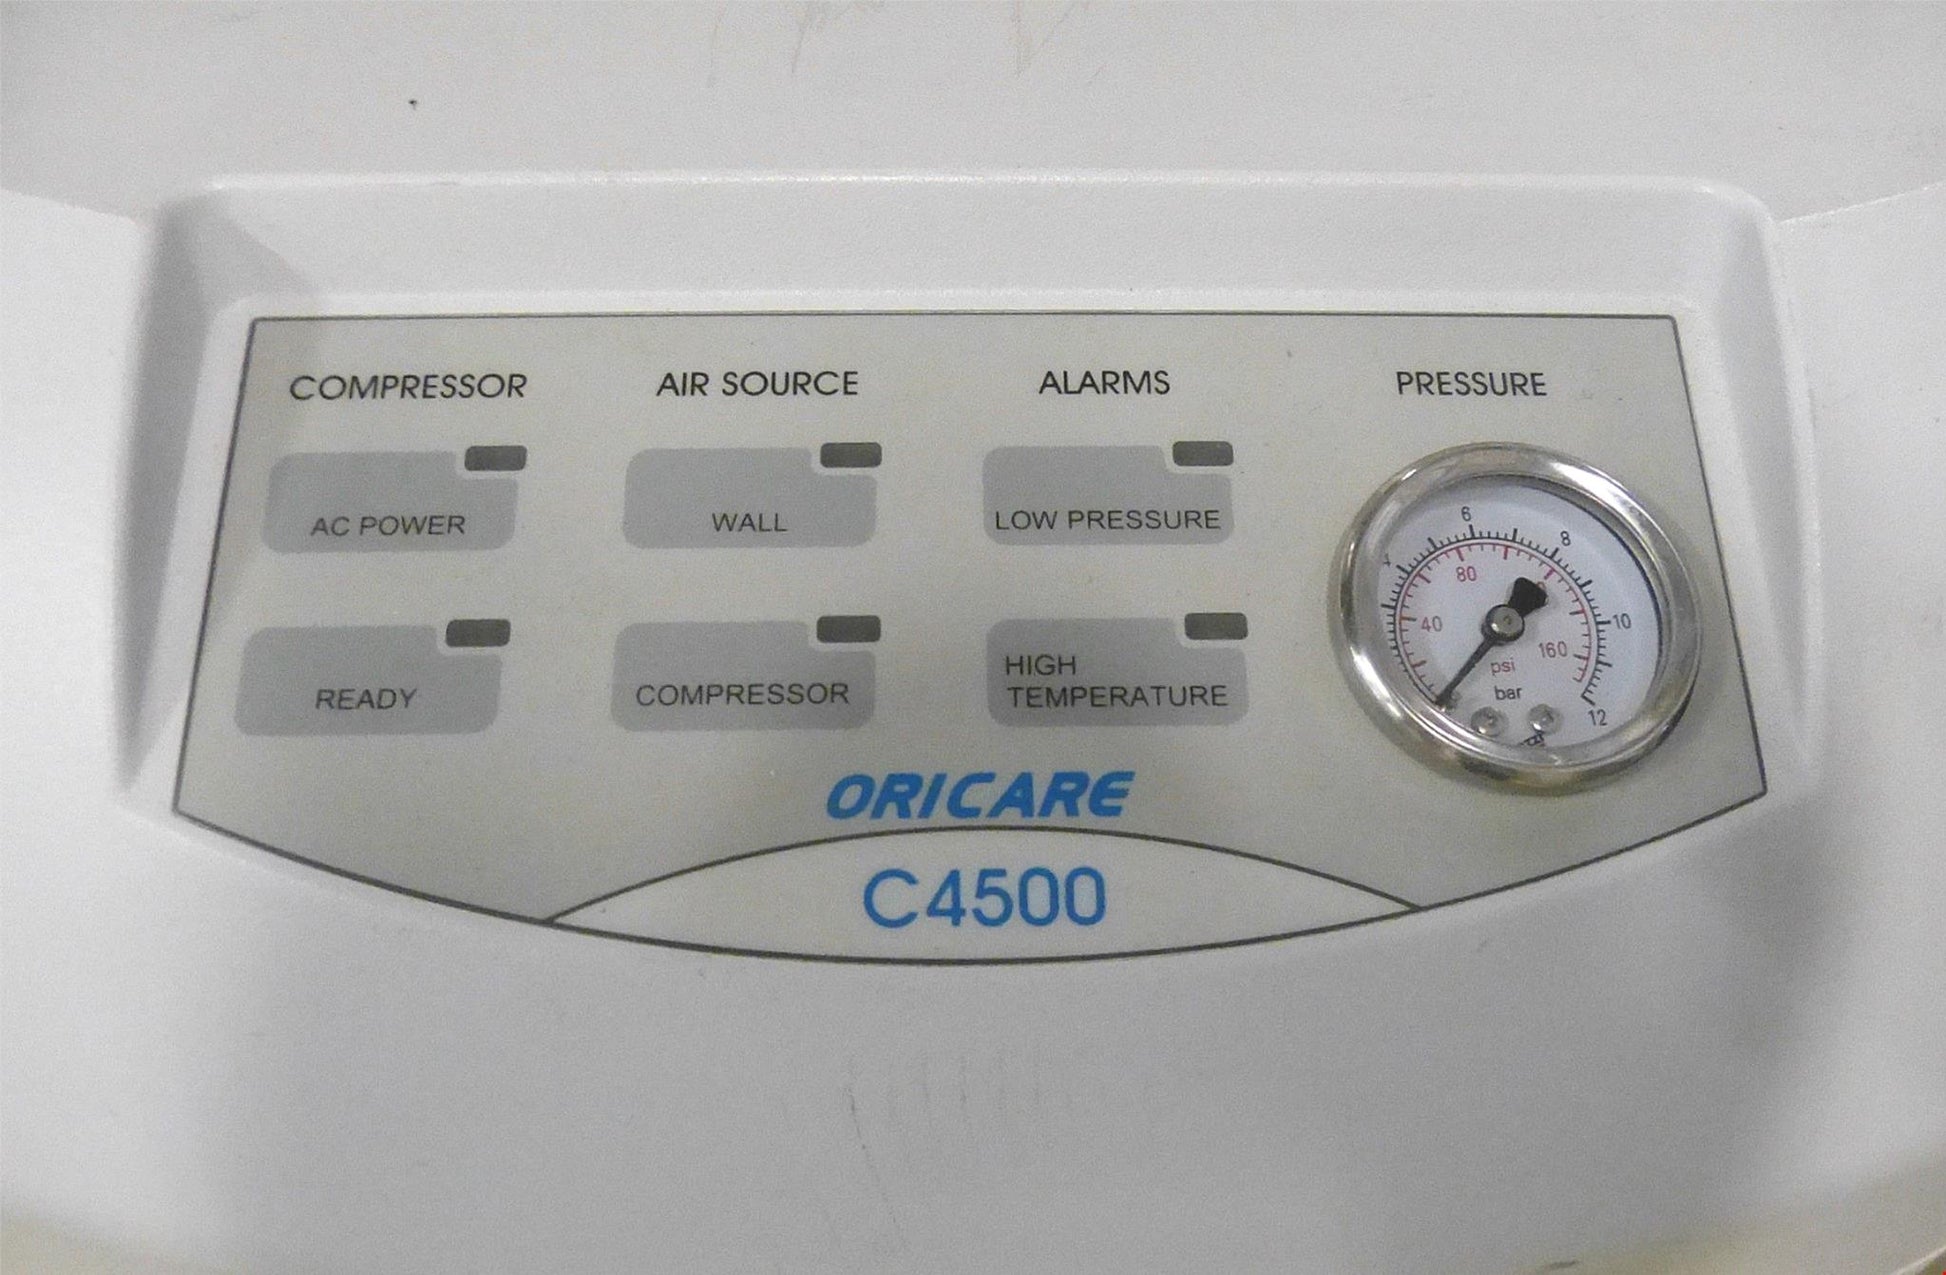 COMPRESSOR
AIR SOURCE
ALARMS
PRESSURE
AC POWER
WALL
LOW PRESSURE
READY
COMPRESSOR
HIGH
TEMPERATURE
6
8
80
40
10
160
psi
bar
12
ORICARE
C4500